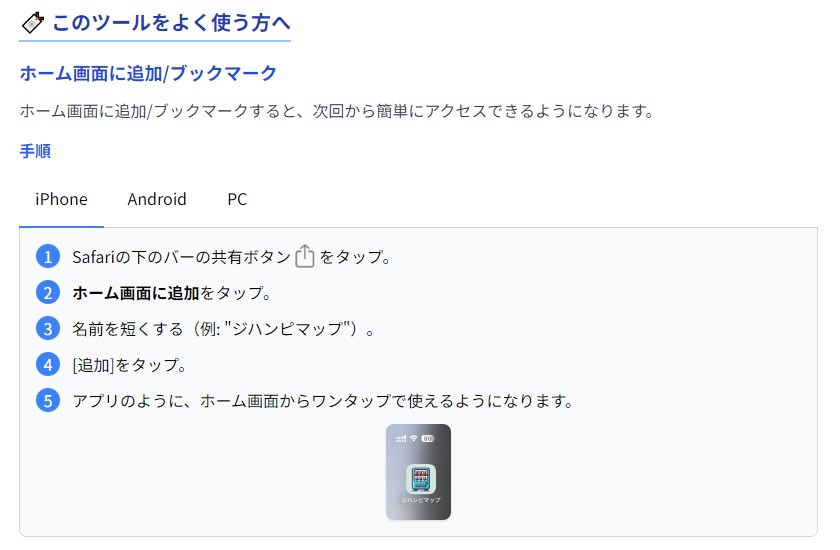 このツールをよく使う方へ
ホーム画面に追加/ブックマーク
ホーム画面に追加/ブックマークすると、次回から簡単にアクセスできるようになります。
手順
iPhone Android PC
1 Safariの下のバーの共有ボタン をタップ。
2 ホーム画面に追加をタップ。
3 名前を短くする（例: "ジハンピマップ"）。
4 [追加]をタップ。
5 アプリのように、ホーム画面からワンタップで使えるようになります。
80
ジハンピマップ